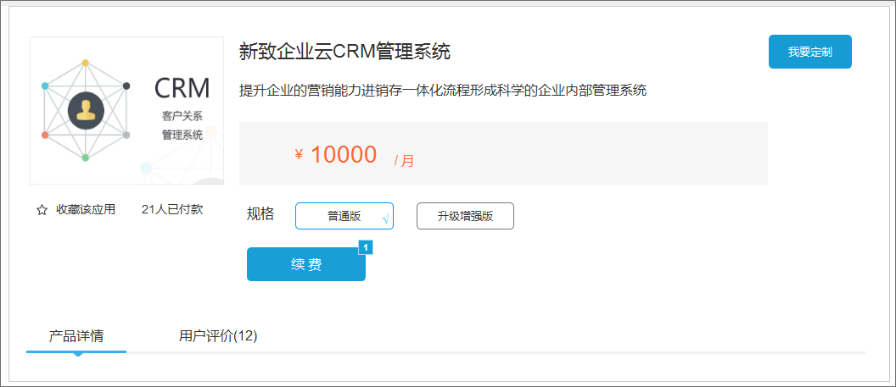 新致企业云CRM管理系统
我要定制
CRM
客户关系
管理系统
提升企业的营销能力进销存一体化流程形成科学的企业内部管理系统
¥ 10000 / 月
收藏该应用 21人已付款
规格 普通版 √ 升级增强版
续费 1
产品详情 用户评价(12)